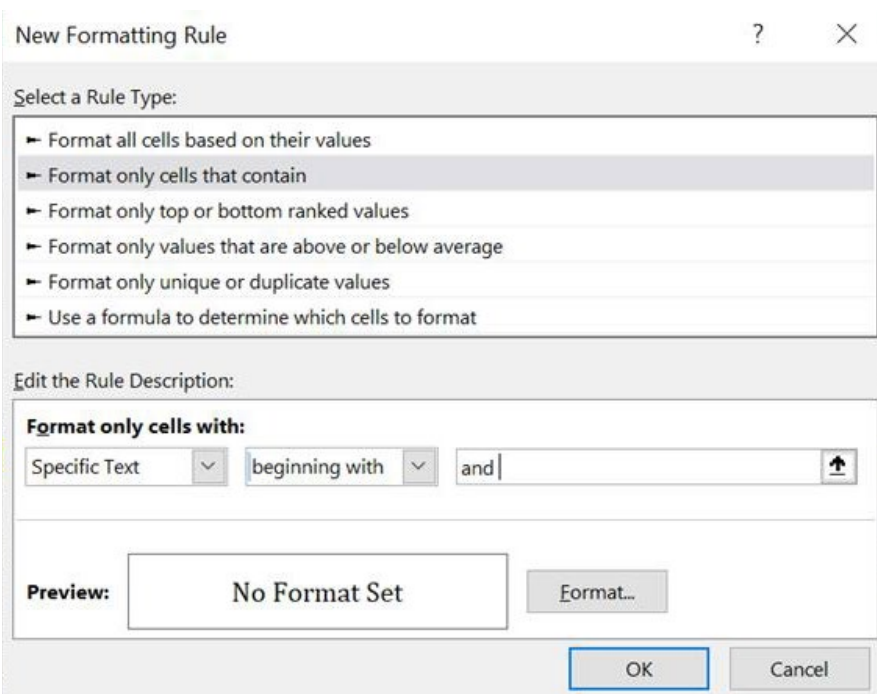 New Formatting Rule ?
Select a Rule Type:
► Format all cells based on their values
► Format only cells that contain
► Format only top or bottom ranked values
► Format only values that are above or below average
► Format only unique or duplicate values
► Use a formula to determine which cells to format
Edit the Rule Description:
Format only cells with:
Specific Text beginning with and
Preview: No Format Set Format...
OK Cancel